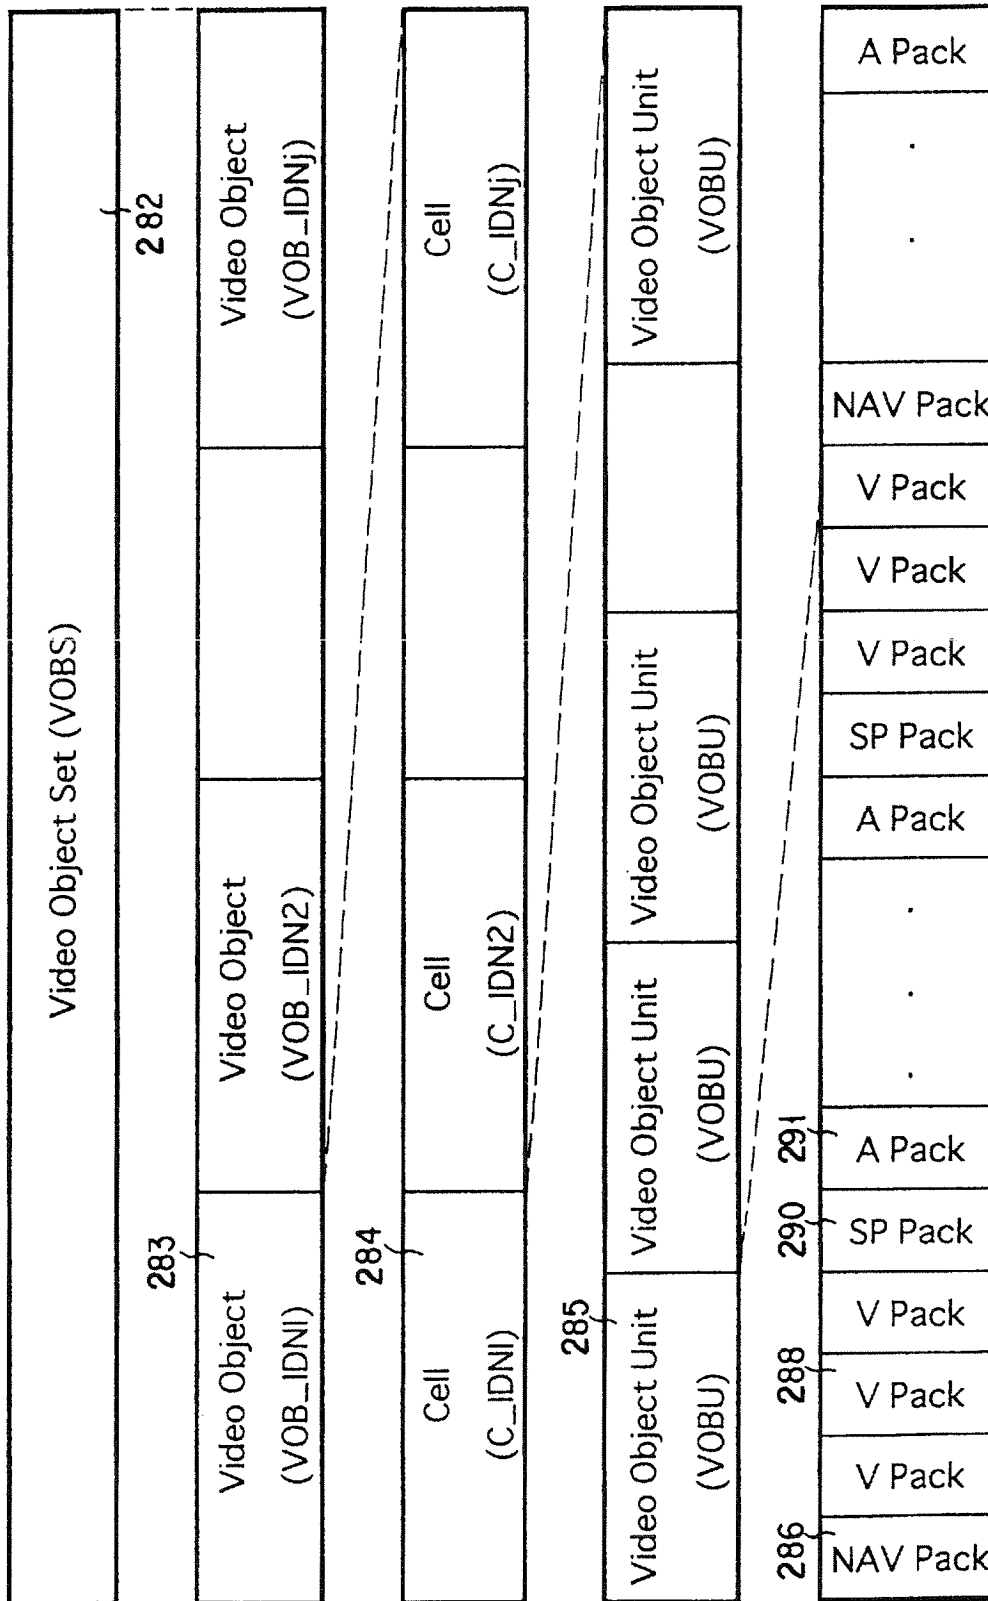 Video Object Set (VOBS)
282
283
Video Object
(VOB_IDNI)
Video Object
(VOB_IDN2)
Video Object
(VOB_IDNj)
284
Cell
(C_IDNI)
Cell
(C_IDN2)
Cell
(C_IDNj)
285
Video Object Unit
(VOBU)
Video Object Unit
(VOBU)
Video Object Unit
(VOBU)
Video Object Unit
(VOBU)
286
288
290
291
NAV Pack
V Pack
V Pack
V Pack
SP Pack
A Pack
. . .
A Pack
SP Pack
V Pack
V Pack
V Pack
NAV Pack
. .
A Pack